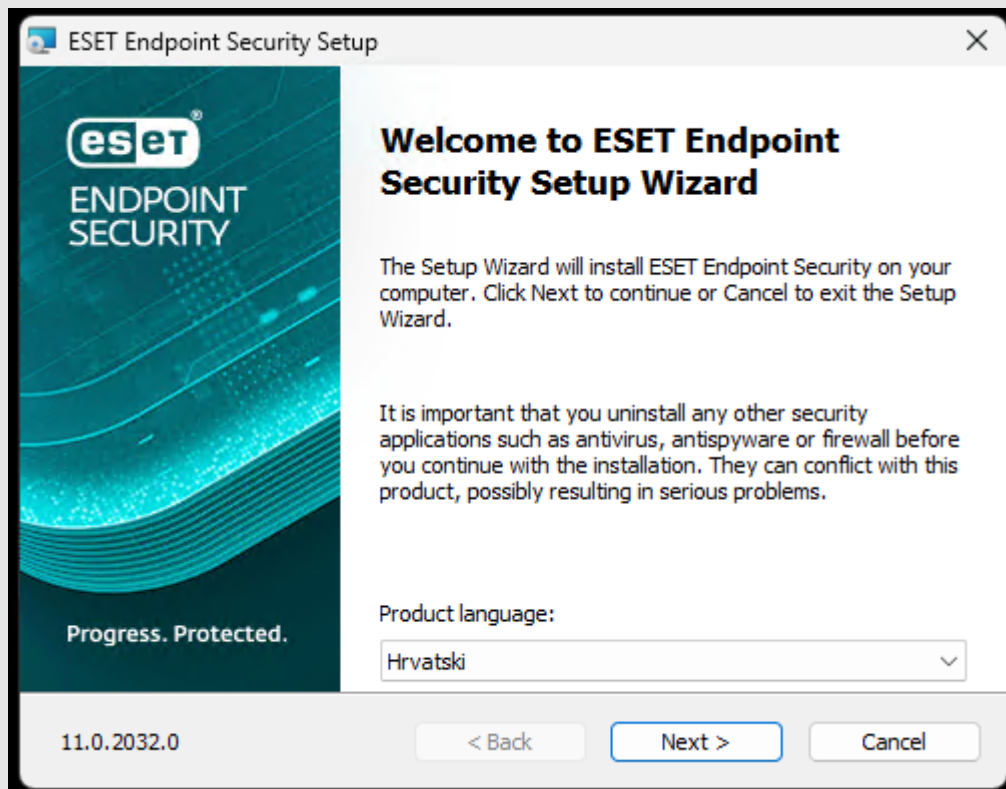 ESET Endpoint Security Setup
eseT®
ENDPOINT
SECURITY
Progress. Protected.
Welcome to ESET Endpoint
Security Setup Wizard
The Setup Wizard will install ESET Endpoint Security on your
computer. Click Next to continue or Cancel to exit the Setup
Wizard.
It is important that you uninstall any other security
applications such as antivirus, antispyware or firewall before
you continue with the installation. They can conflict with this
product, possibly resulting in serious problems.
Product language:
Hrvatski
11.0.2032.0
< Back
Next >
Cancel